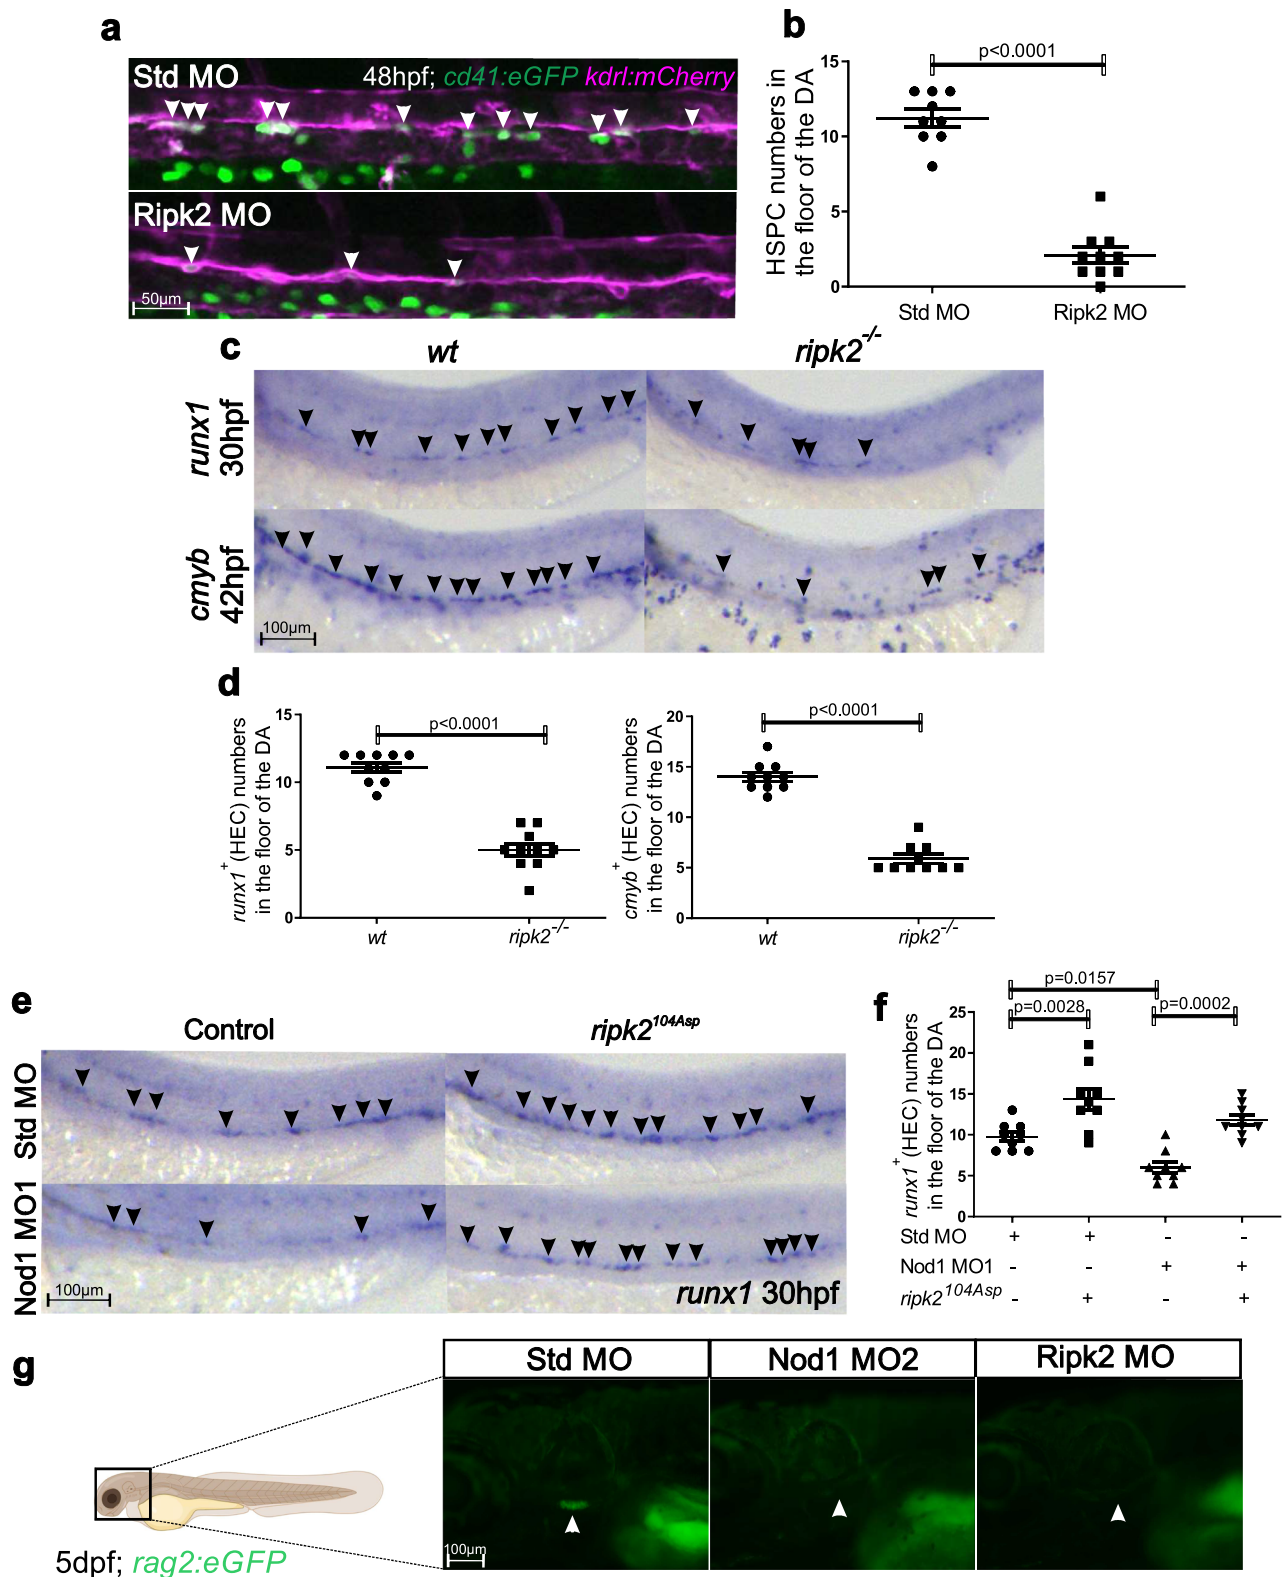 a
Std MO
48hpf; cd41:eGFP kdrl:mCherry
Ripk2 MO
50µm
b
p<0.0001
HSPC numbers in
the floor of the DA
15
10
5
0
Std MO Ripk2 MO
c
wt ripk2-/-
runx1
30hpf
cmyb
42hpf
100µm
d
p<0.0001
runx1+ (HEC) numbers
in the floor of the DA
15
10
5
0
wt ripk2-/-
p<0.0001
cmyb+ (HEC) numbers
in the floor of the DA
20
15
10
5
0
wt ripk2-/-
e
Control ripk2104Asp
Std MO
Nod1 MO1
100µm
runx1 30hpf
f
p=0.0157
p=0.0028 p=0.0002
runx1+ (HEC) numbers
in the floor of the DA
25
20
15
10
5
0
Std MO + + - -
Nod1 MO1 - - + +
ripk2104Asp - + - +
g
Std MO Nod1 MO2 Ripk2 MO
100µm
5dpf; rag2:eGFP